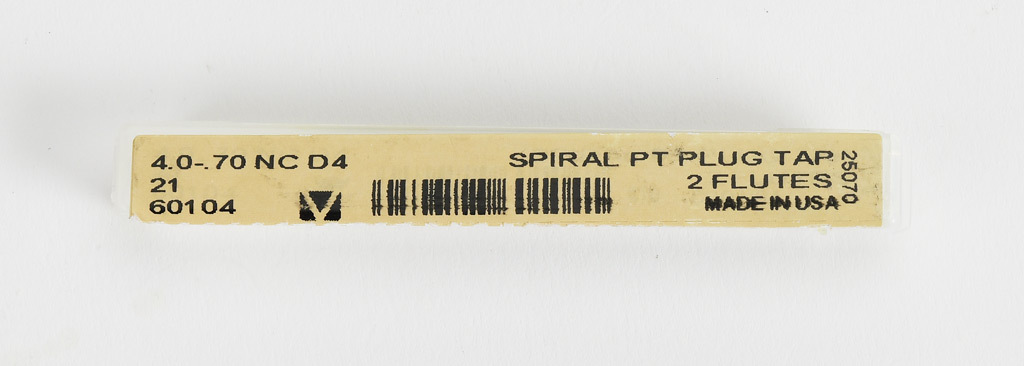 4.0-.70 NC D4
21
60104
SPIRAL PT PLUG TAP
2 FLUTES
MADE IN USA
25070